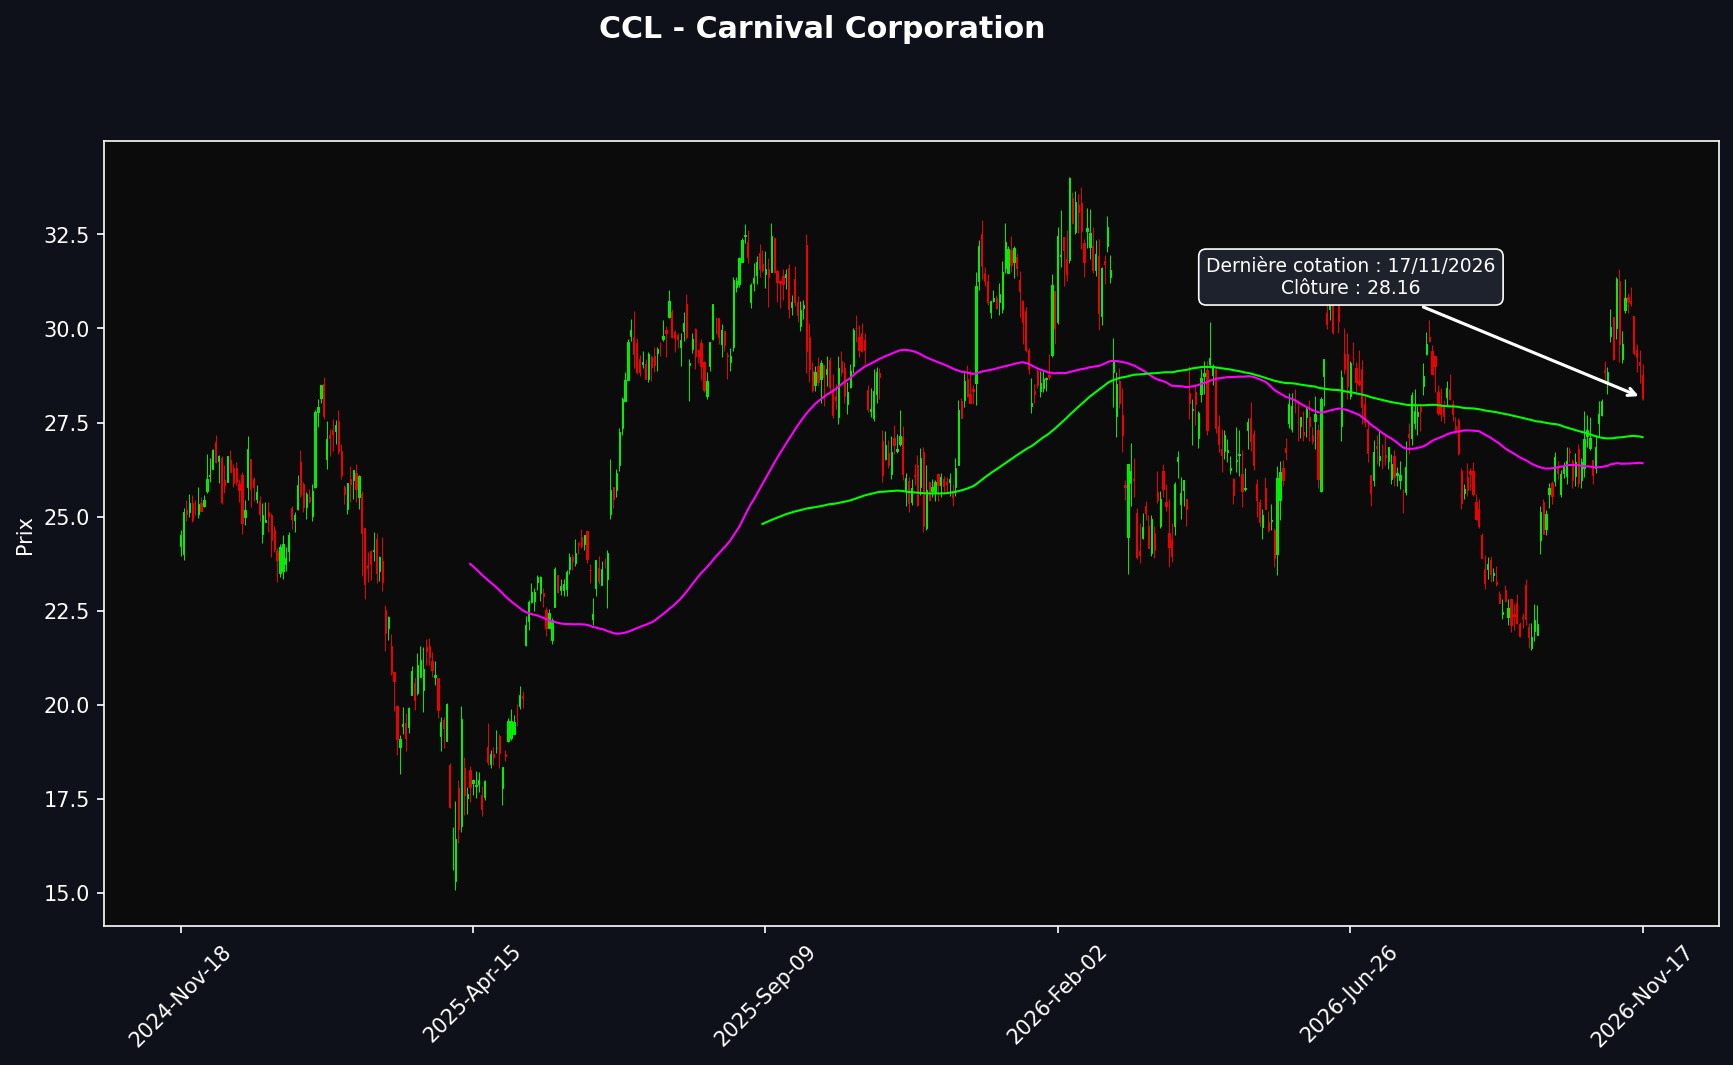 CCL - Carnival Corporation
Prix
32.5
30.0
27.5
25.0
22.5
20.0
17.5
15.0
Dernière cotation : 17/11/2026
Clôture : 28.16
2024-Nov-18
2025-Apr-15
2025-Sep-09
2026-Feb-02
2026-Jun-26
2026-Nov-17